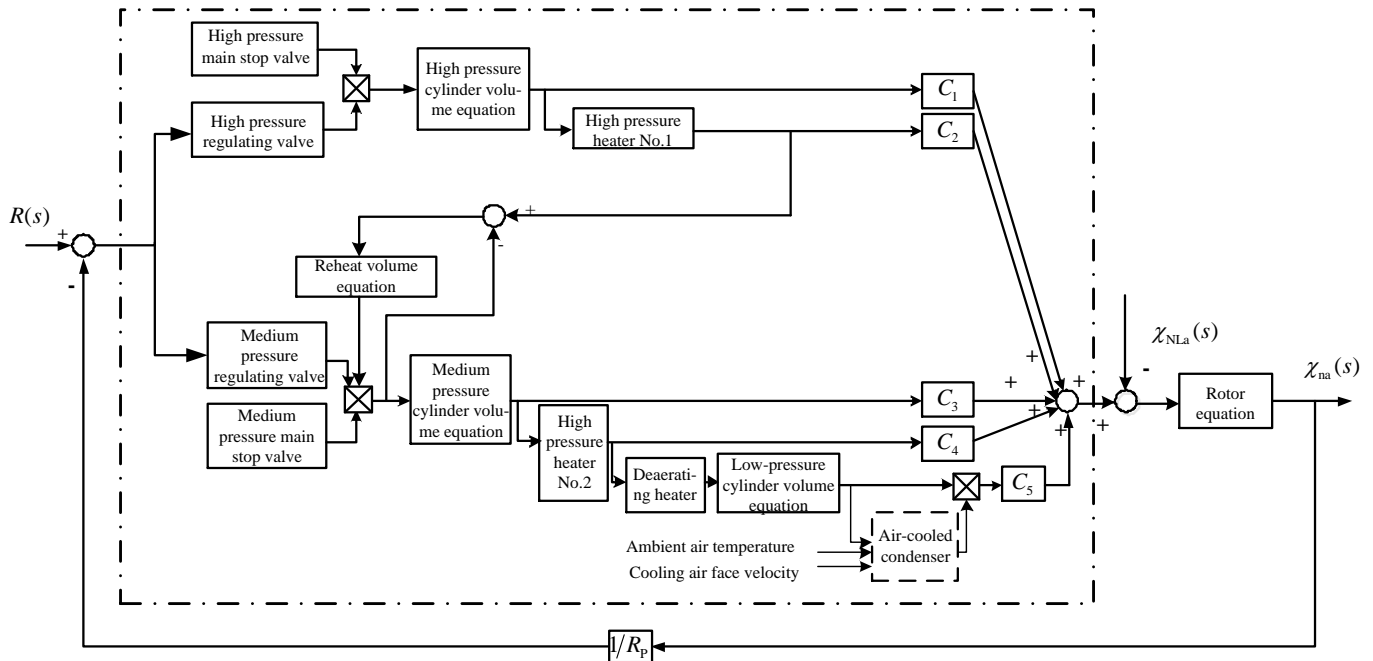 High pressure
main stop valve
High pressure
cylinder volu-
me equation
C₁
High pressure
regulating valve
High pressure
heater No.1
C₂
R(s)
+
-
+
-
Reheat volume
equation
Medium
pressure
regulating valve
Medium
pressure main
stop valve
Medium
pressure
cylinder volu-
me equation
High
pressure
heater
No.2
Deaerati-
ng heater
Low-pressure
cylinder volume
equation
C₃
C₄
C₅
+
+
+
+
+
+
-
χNLa(s)
Rotor
equation
χna(s)
Air-cooled
condenser
Ambient air temperature
Cooling air face velocity
1/RP